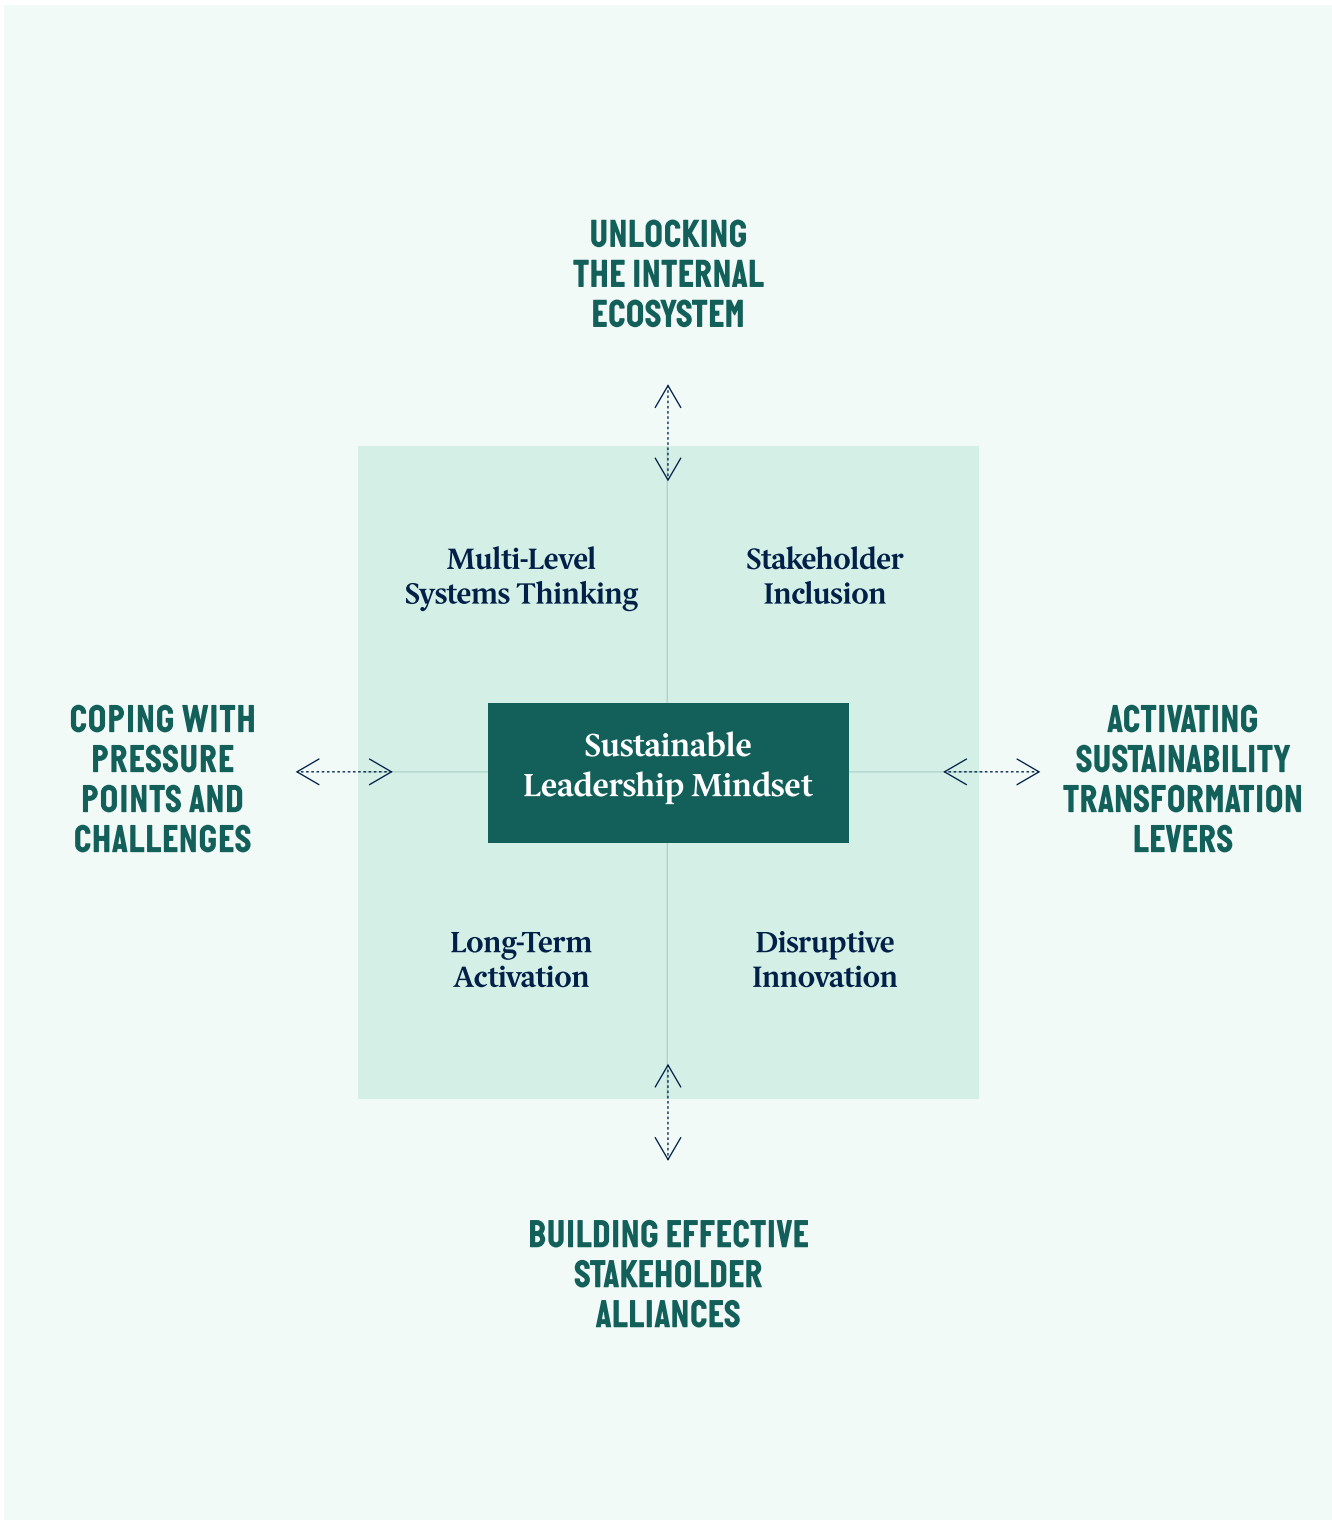 UNLOCKING
THE INTERNAL
ECOSYSTEM
Multi-Level
Systems Thinking
Stakeholder
Inclusion
COPING WITH
PRESSURE
POINTS AND
CHALLENGES
Sustainable
Leadership Mindset
ACTIVATING
SUSTAINABILITY
TRANSFORMATION
LEVERS
Long-Term
Activation
Disruptive
Innovation
BUILDING EFFECTIVE
STAKEHOLDER
ALLIANCES